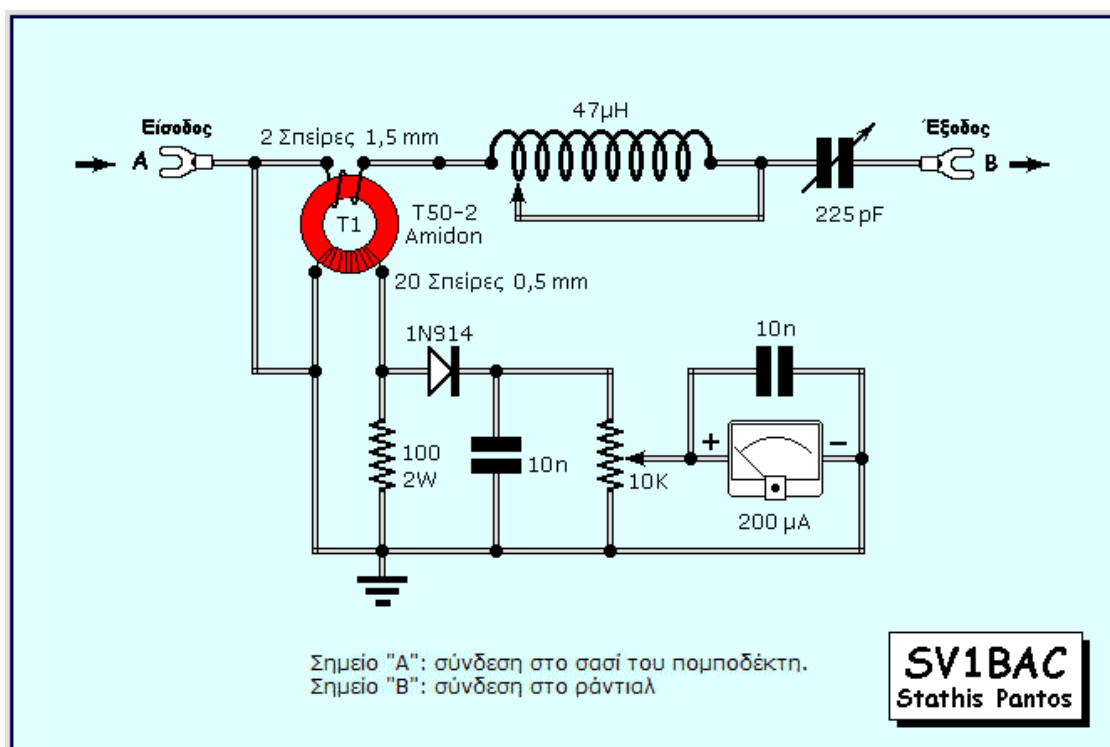 47μH
Είσοδος
2 Σπείρες 1,5 mm
Έξοδος
A
B
225 pF
T1
T50-2
Amidon
20 Σπείρες 0,5 mm
1N914
10n
100
2W
10n
10K
+
−
200 μA
Σημείο "Α": σύνδεση στο σασί του πομποδέκτη.
Σημείο "Β": σύνδεση στο ράντιαλ
SV1BAC
Stathis Pantos